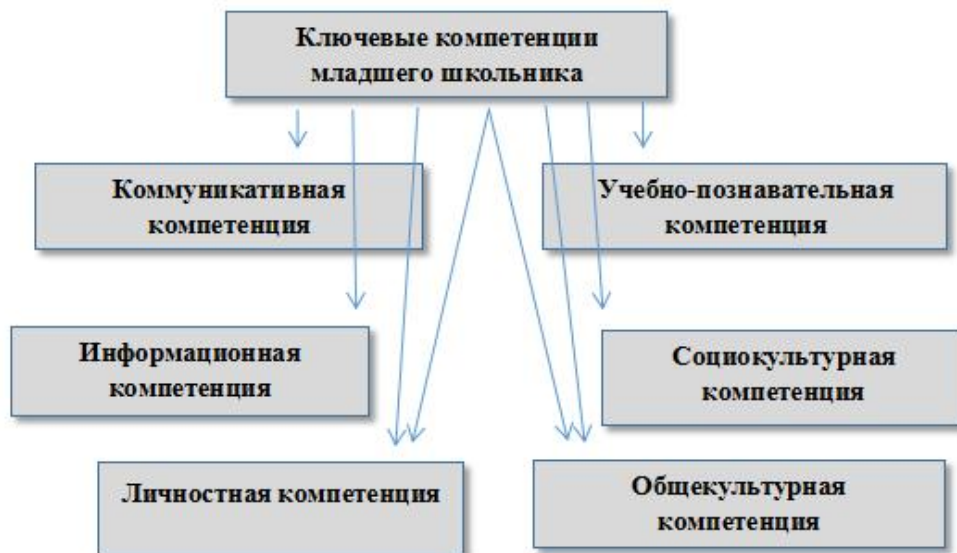 Ключевые компетенции
младшего школьника
Коммуникативная
компетенция
Учебно-познавательная
компетенция
Информационная
компетенция
Социокультурная
компетенция
Личностная компетенция
Общекультурная
компетенция